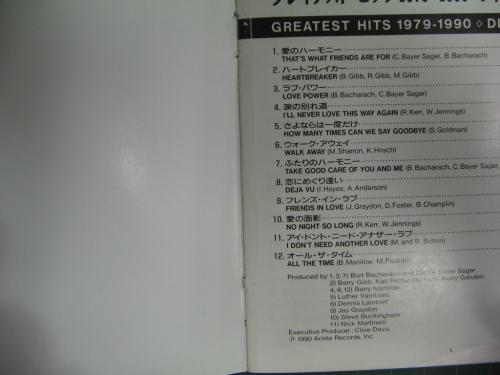 GREATEST HITS 1979-1990 ◇
1. 愛のハーモニー
THAT'S WHAT FRIENDS ARE FOR (C. Bayer Sager, B. Bacharach)
2. ハートブレイカー
HEARTBREAKER (B. Gibb, R. Gibb, M. Gibb)
3. ラブ・パワー
LOVE POWER (B. Bacharach, C. Bayer Sager)
4. 涙の別れ道
I'LL NEVER LOVE THIS WAY AGAIN (R. Kerr, W. Jennings)
5. さよならは一度だけ
HOW MANY TIMES CAN WE SAY GOODBYE (S. Goldman)
6. ウォーク・アウェイ
WALK AWAY (M. Sharron, K. Hirsch)
7. ふたりのハーモニー
TAKE GOOD CARE OF YOU AND ME (B. Bacharach,
8. 恋にめぐり逢い
DEJA VU (I. Hayes, A. Anderson)
9. フレンズ・イン・ラブ
FRIENDS IN LOVE (J. Graydon, D. Foster, B. Champlin)
10. 愛の面影
NO NIGHT SO LONG (R. Kerr, W. Jennings)
11. アイ・ドント・ニード・アナザー・ラブ
I DON'T NEED ANOTHER LOVE (M. and B. Sutton)
12. オール・ザ・タイム
ALL THE TIME (B. Manilow, M. Panzer)
Produced by 1, 3, 7) Burt Bacharach and Carole Bayer Sager
2) Barry Gibb, Karl Richardson and Albhy Galuten
4, 8, 12) Barry Manilow
5) Luther Vandross
6) Dennis Lambert
9) Jay Graydon
10) Steve Buckingham
11) Nick Martinelli
Executive Producer : Clive Davis
℗ 1990 Arista Records, Inc.
1